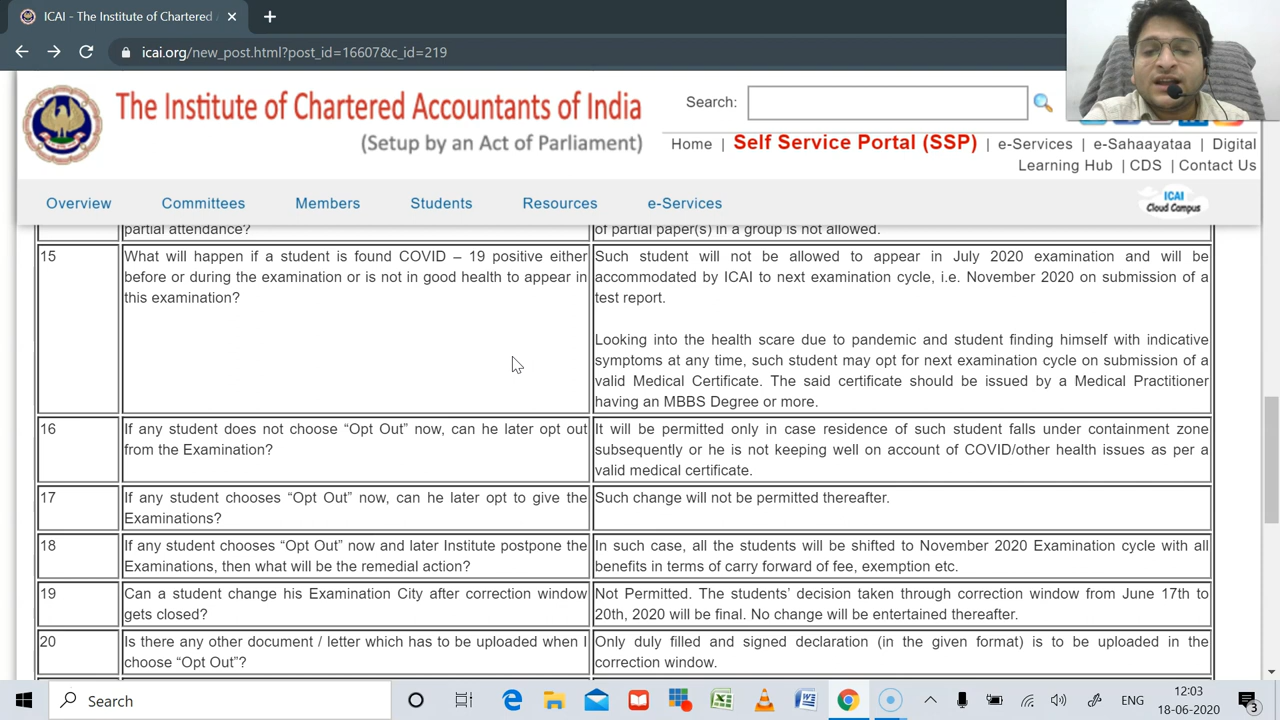 ICAI - The Institute of Chartered
icai.org/new_post.html?post_id=16607&c_id=219
The Institute of Chartered Accountants of India
(Setup by an Act of Parliament)
Search:
Home | Self Service Portal (SSP) | e-Services | e-Sahaayataa | Digital
Learning Hub | CDS | Contact Us
Overview Committees Members Students Resources e-Services
ICAI
Cloud Campus
partial attendance?
of partial paper(s) in a group is not allowed.
15
What will happen if a student is found COVID – 19 positive either
before or during the examination or is not in good health to appear in
this examination?
Such student will not be allowed to appear in July 2020 examination and will be
accommodated by ICAI to next examination cycle, i.e. November 2020 on submission of a
test report.
Looking into the health scare due to pandemic and student finding himself with indicative
symptoms at any time, such student may opt for next examination cycle on submission of a
valid Medical Certificate. The said certificate should be issued by a Medical Practitioner
having an MBBS Degree or more.
16
If any student does not choose “Opt Out” now, can he later opt out
from the Examination?
It will be permitted only in case residence of such student falls under containment zone
subsequently or he is not keeping well on account of COVID/other health issues as per a
valid medical certificate.
17
If any student chooses “Opt Out” now, can he later opt to give the
Examinations?
Such change will not be permitted thereafter.
18
If any student chooses “Opt Out” now and later Institute postpone the
Examinations, then what will be the remedial action?
In such case, all the students will be shifted to November 2020 Examination cycle with all
benefits in terms of carry forward of fee, exemption etc.
19
Can a student change his Examination City after correction window
gets closed?
Not Permitted. The students’ decision taken through correction window from June 17th to
20th, 2020 will be final. No change will be entertained thereafter.
20
Is there any other document / letter which has to be uploaded when I
choose “Opt Out”?
Only duly filled and signed declaration (in the given format) is to be uploaded in the
correction window.
Search
ENG
12:03
18-06-2020
3